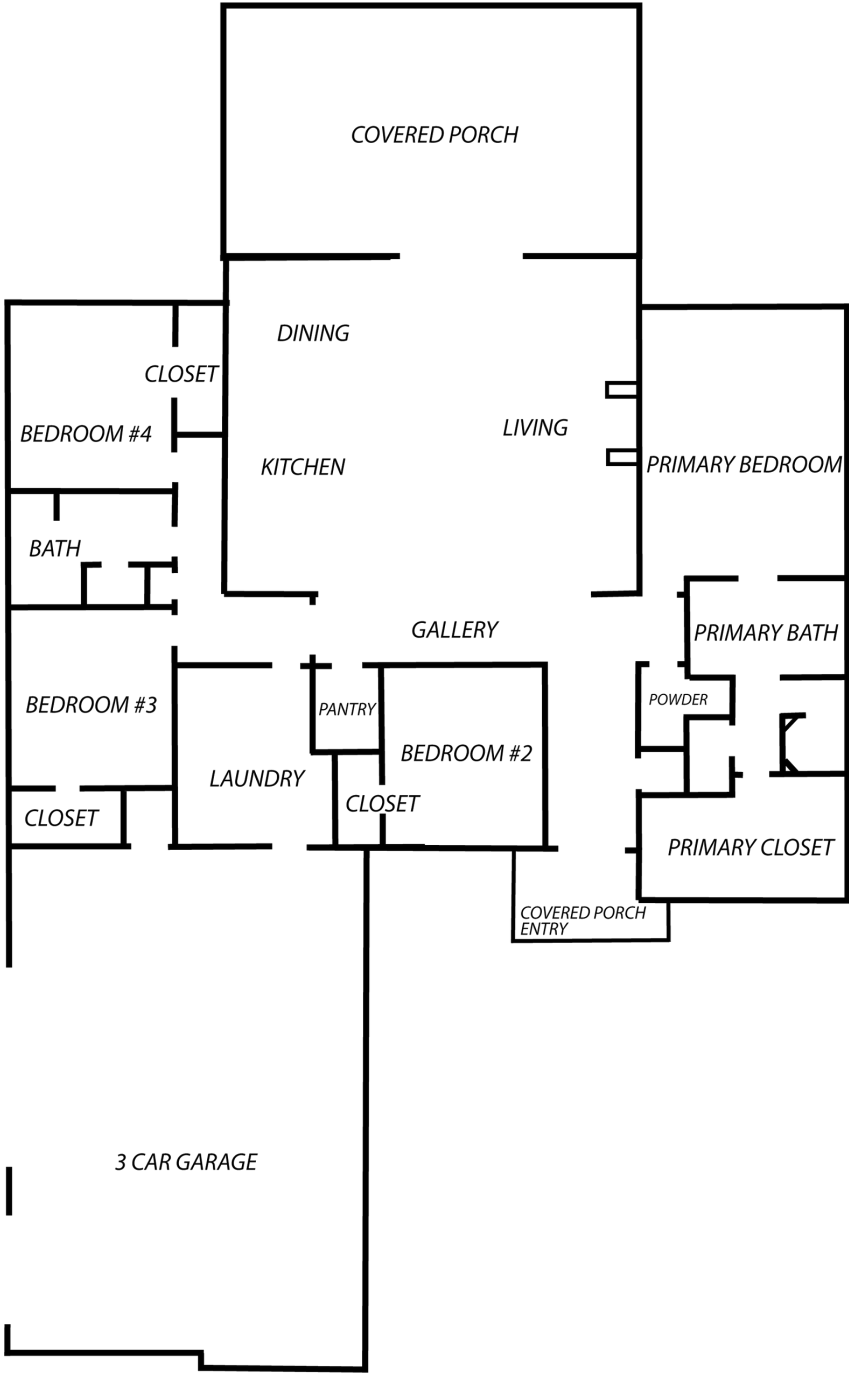 COVERED PORCH
DINING
CLOSET
LIVING
BEDROOM #4
KITCHEN
PRIMARY BEDROOM
BATH
GALLERY
PRIMARY BATH
BEDROOM #3
PANTRY
POWDER
BEDROOM #2
LAUNDRY
CLOSET
CLOSET
PRIMARY CLOSET
COVERED PORCH
ENTRY
3 CAR GARAGE